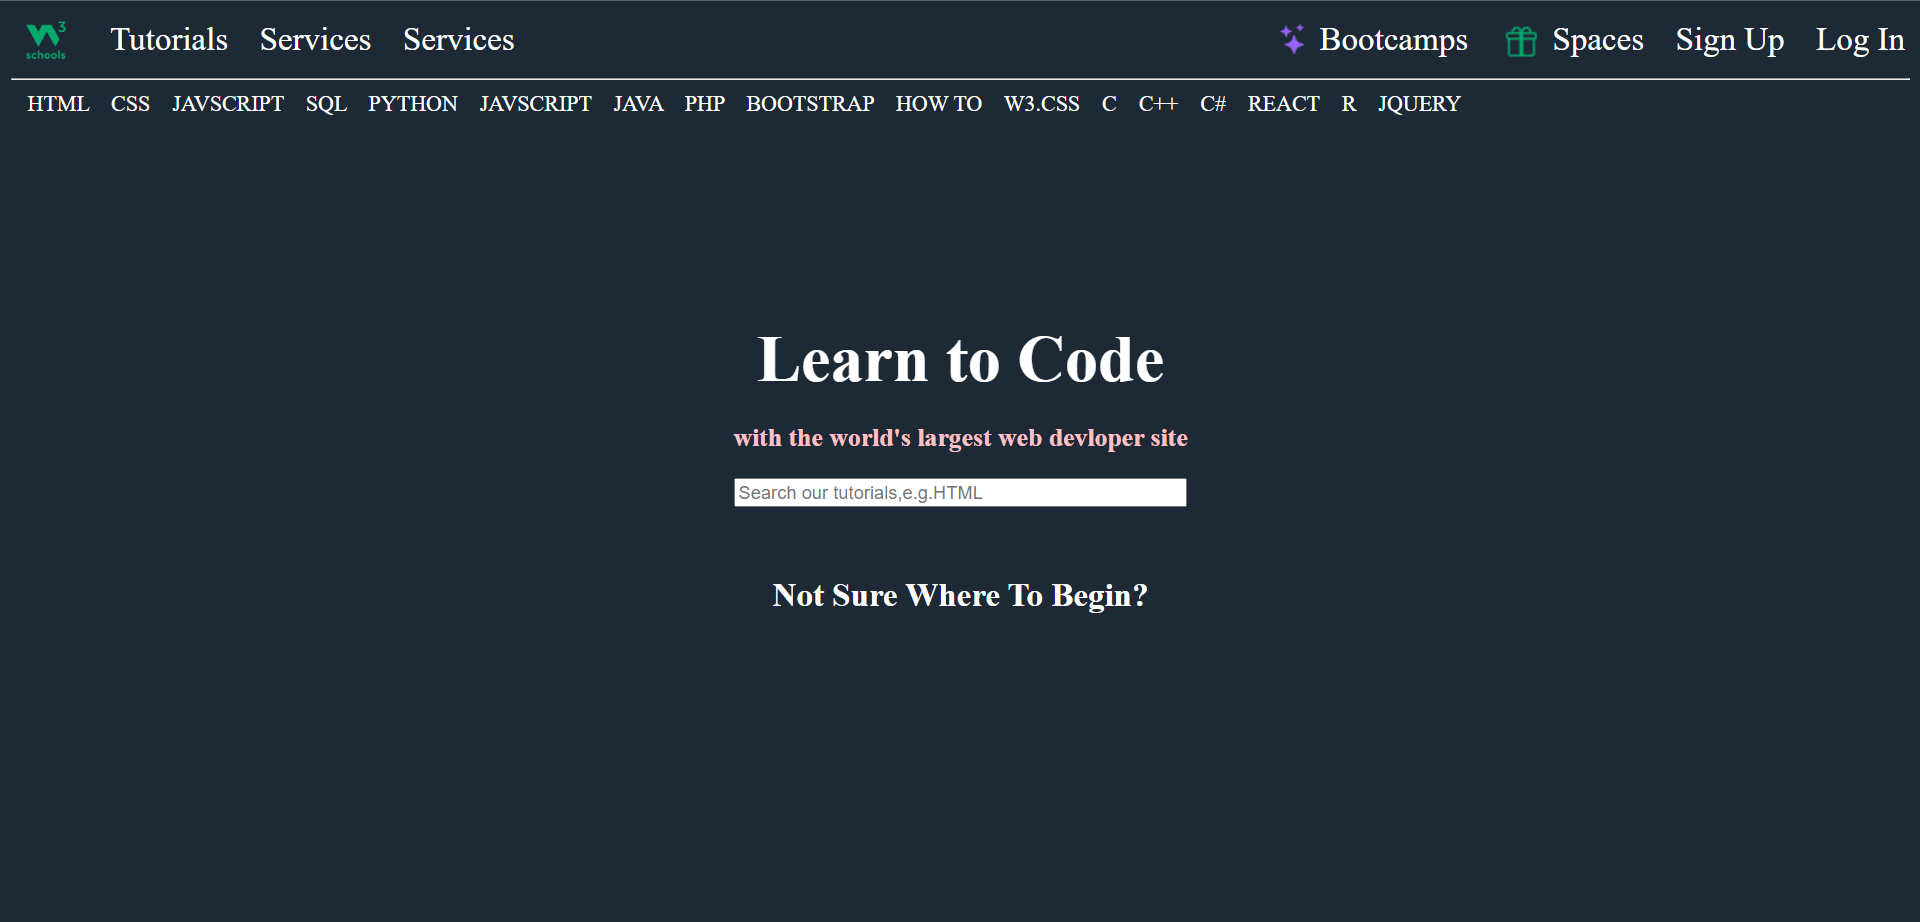 W3 schools Tutorials Services Services Bootcamps Spaces Sign Up Log In
HTML CSS JAVSCRIPT SQL PYTHON JAVSCRIPT JAVA PHP BOOTSTRAP HOW TO W3.CSS C C++ C# REACT R JQUERY
Learn to Code
with the world's largest web devloper site
Search our tutorials,e.g.HTML
Not Sure Where To Begin?